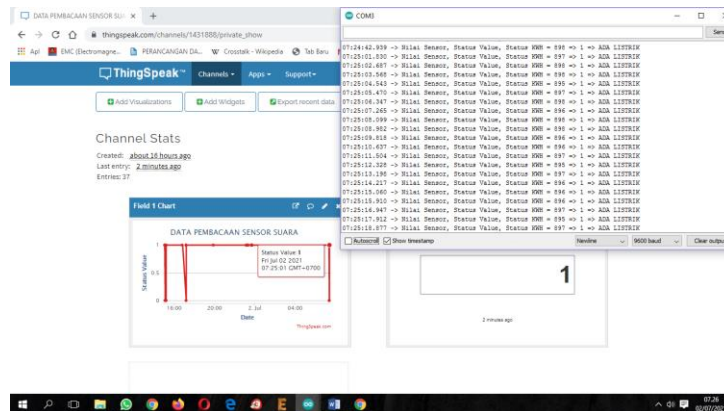 DATA PEMBACAAN SENSOR SU
thingspeak.com/channels/1431888/private_show
Apl
EMC (Electromagne...
PERANCANGAN DA...
Crosstalk - Wikipedia
Tab Baru
ThingSpeak™
Channels
Apps
Support
Add Visualizations
Add Widgets
Export recent data
Channel Stats
Created: about 16 hours ago
Last entry: 2 minutes ago
Entries: 37
Field 1 Chart
DATA PEMBACAAN SENSOR SUARA
Status Value
1
0.5
0
Status Value: 1
Fri Jul 02 2021
07:25:01 GMT+0700
16:00
20:00
2. Jul
04:00
Date
ThingSpeak.com
1
2 minutes ago
COM3
Send
07:24:42.939 -> Nilai Sensor, Status Value, Status KWH = 898 => 1 => ADA LISTRIK
07:25:01.830 -> Nilai Sensor, Status Value, Status KWH = 897 => 1 => ADA LISTRIK
07:25:02.687 -> Nilai Sensor, Status Value, Status KWH = 898 => 1 => ADA LISTRIK
07:25:03.568 -> Nilai Sensor, Status Value, Status KWH = 898 => 1 => ADA LISTRIK
07:25:04.543 -> Nilai Sensor, Status Value, Status KWH = 895 => 1 => ADA LISTRIK
07:25:05.470 -> Nilai Sensor, Status Value, Status KWH = 897 => 1 => ADA LISTRIK
07:25:06.347 -> Nilai Sensor, Status Value, Status KWH = 898 => 1 => ADA LISTRIK
07:25:07.265 -> Nilai Sensor, Status Value, Status KWH = 896 => 1 => ADA LISTRIK
07:25:08.099 -> Nilai Sensor, Status Value, Status KWH = 898 => 1 => ADA LISTRIK
07:25:08.982 -> Nilai Sensor, Status Value, Status KWH = 898 => 1 => ADA LISTRIK
07:25:09.818 -> Nilai Sensor, Status Value, Status KWH = 896 => 1 => ADA LISTRIK
07:25:10.637 -> Nilai Sensor, Status Value, Status KWH = 896 => 1 => ADA LISTRIK
07:25:11.504 -> Nilai Sensor, Status Value, Status KWH = 897 => 1 => ADA LISTRIK
07:25:12.328 -> Nilai Sensor, Status Value, Status KWH = 895 => 1 => ADA LISTRIK
07:25:13.198 -> Nilai Sensor, Status Value, Status KWH = 897 => 1 => ADA LISTRIK
07:25:14.217 -> Nilai Sensor, Status Value, Status KWH = 896 => 1 => ADA LISTRIK
07:25:15.060 -> Nilai Sensor, Status Value, Status KWH = 896 => 1 => ADA LISTRIK
07:25:15.910 -> Nilai Sensor, Status Value, Status KWH = 896 => 1 => ADA LISTRIK
07:25:16.947 -> Nilai Sensor, Status Value, Status KWH = 897 => 1 => ADA LISTRIK
07:25:17.912 -> Nilai Sensor, Status Value, Status KWH = 895 => 1 => ADA LISTRIK
07:25:18.877 -> Nilai Sensor, Status Value, Status KWH = 897 => 1 => ADA LISTRIK
Autoscroll
Show timestamp
Newline
9600 baud
Clear output
07.26
02/07/202